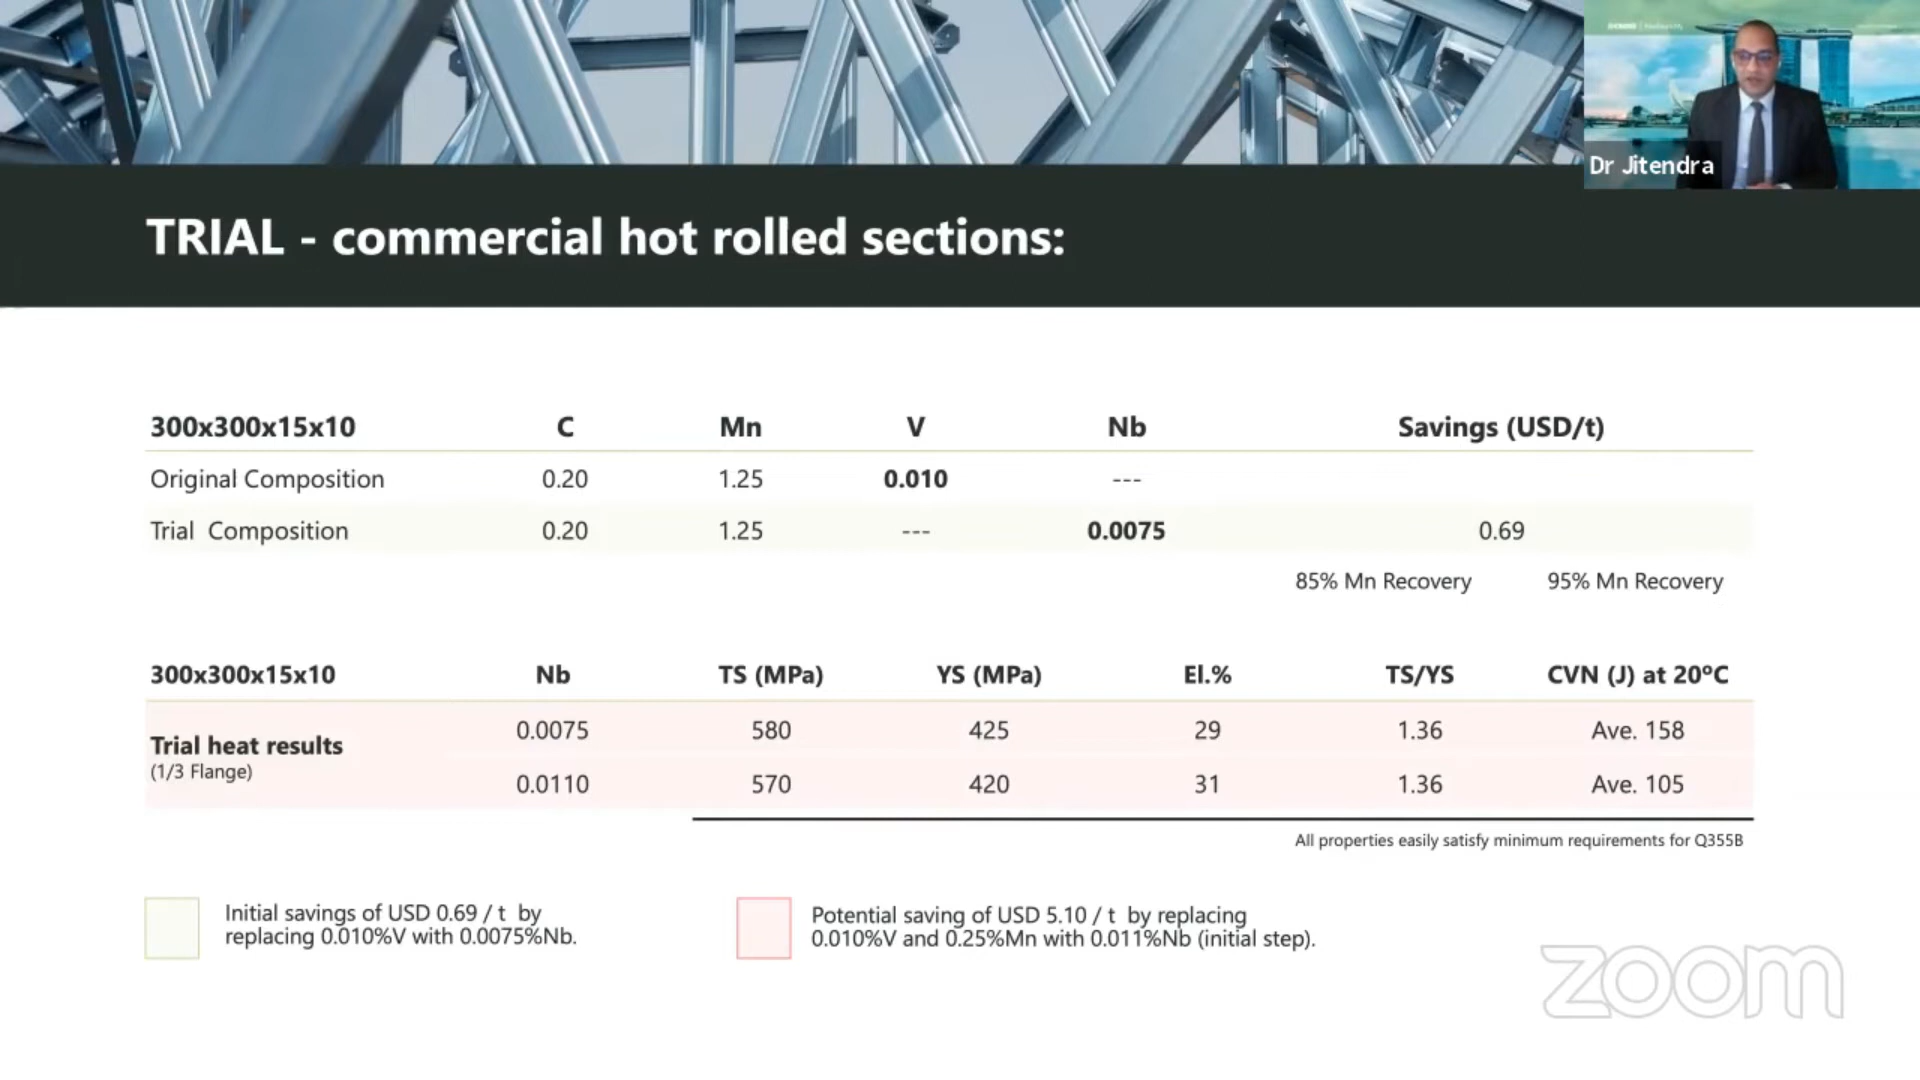 Dr Jitendra
TRIAL - commercial hot rolled sections:
300x300x15x10 C Mn V Nb Savings (USD/t)
Original Composition 0.20 1.25 0.010 ---
Trial Composition 0.20 1.25 --- 0.0075 0.69
85% Mn Recovery 95% Mn Recovery
300x300x15x10 Nb TS (MPa) YS (MPa) El.% TS/YS CVN (J) at 20ºC
Trial heat results
(1/3 Flange)
0.0075 580 425 29 1.36 Ave. 158
0.0110 570 420 31 1.36 Ave. 105
All properties easily satisfy minimum requirements for Q355B
Initial savings of USD 0.69 / t by
replacing 0.010%V with 0.0075%Nb.
Potential saving of USD 5.10 / t by replacing
0.010%V and 0.25%Mn with 0.011%Nb (initial step).
zoom